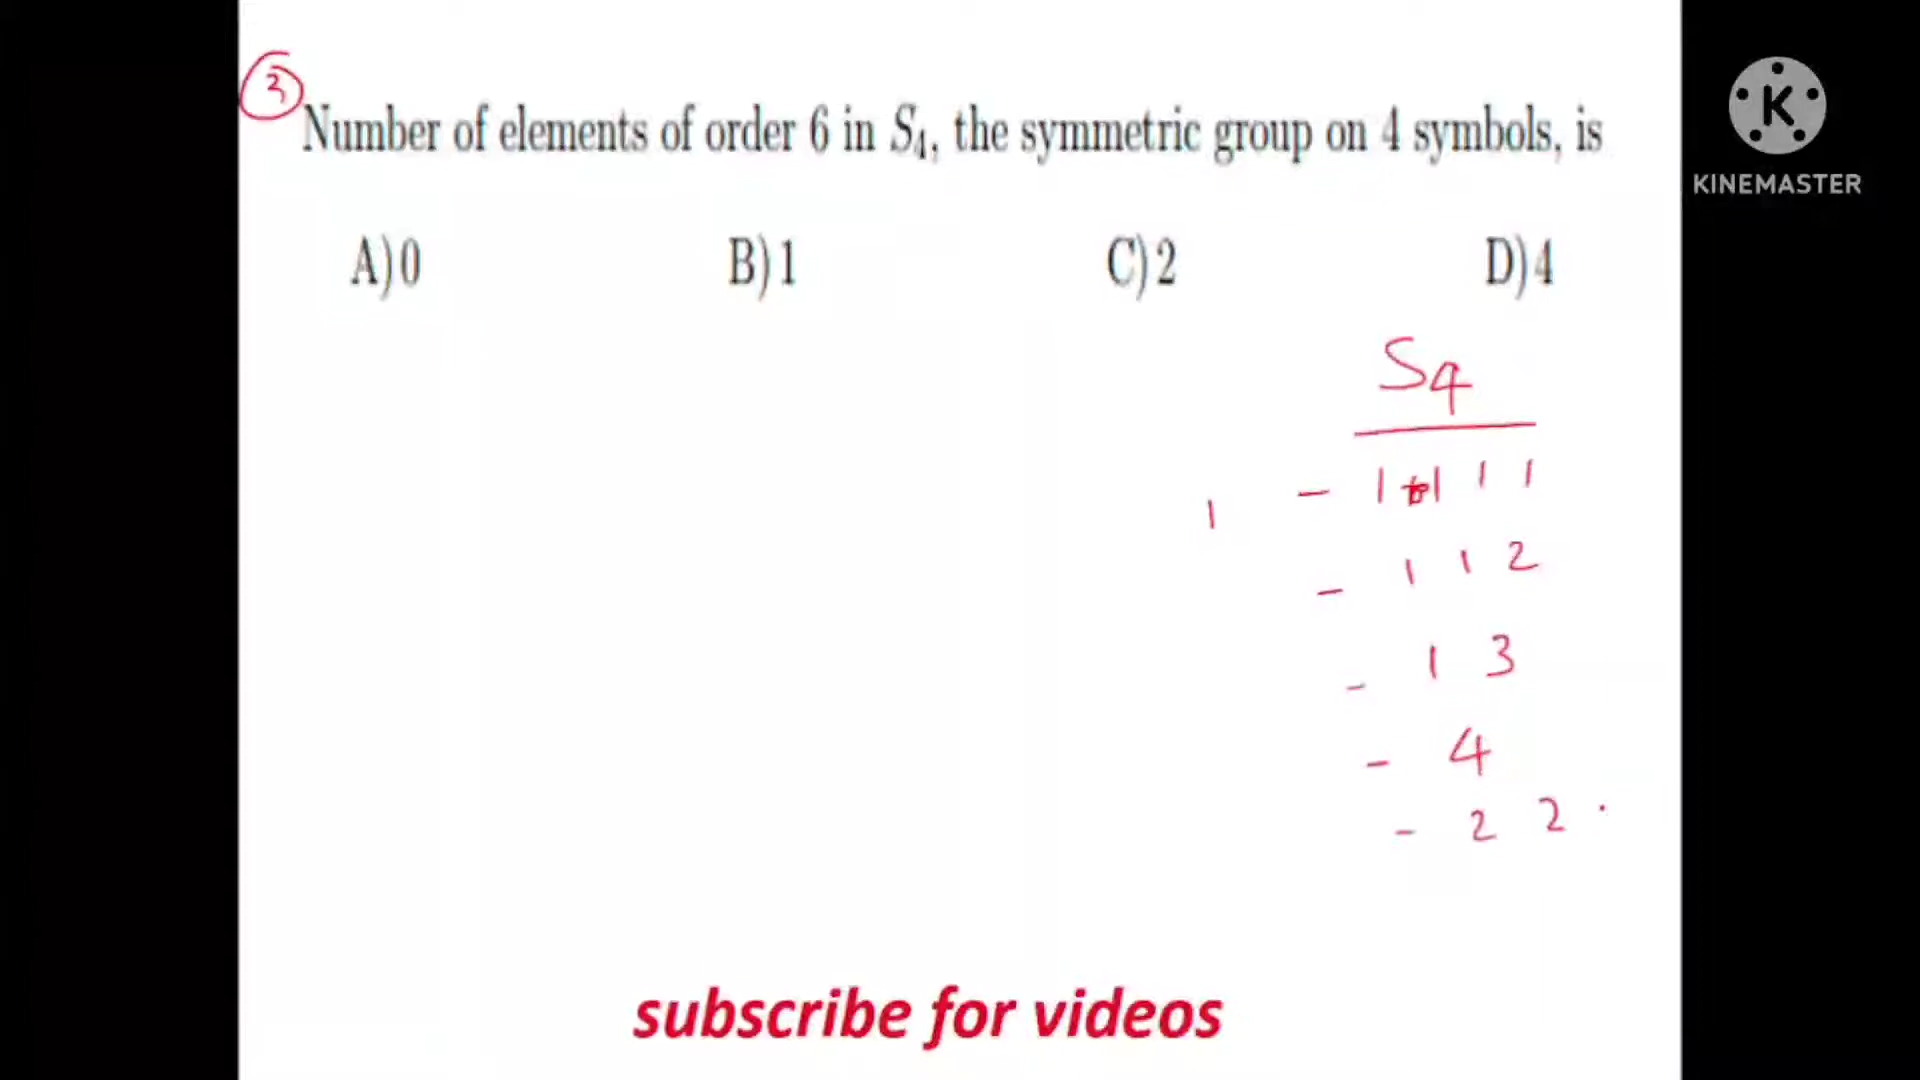 3
Number of elements of order 6 in S4, the symmetric group on 4 symbols, is
KINEMASTER
A) 0 B) 1 C) 2 D) 4
S4
1 - 1 1 1 1
- 1 1 2
- 1 3
- 4
- 2 2 .
subscribe for videos